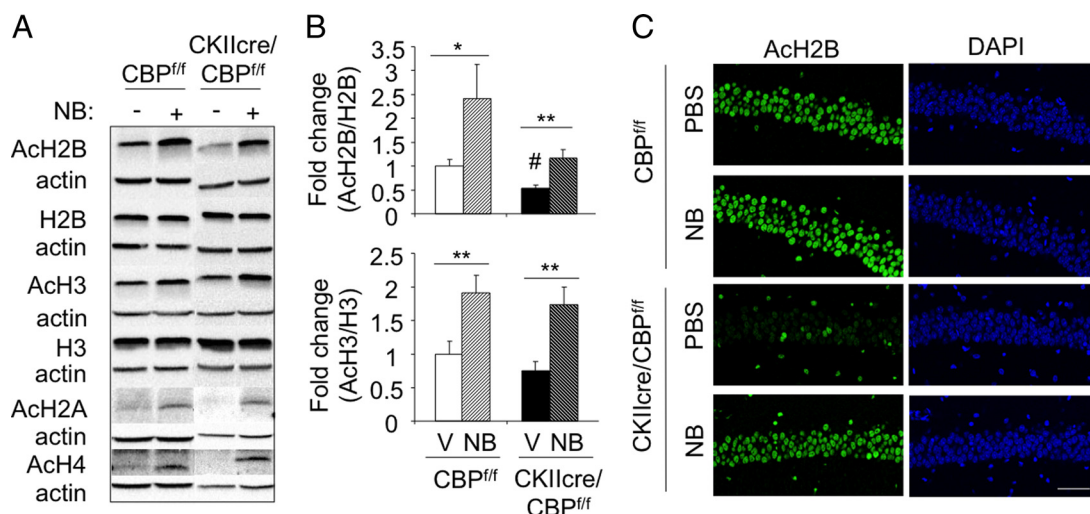 A
CBPf/f
CKIIcre/
CBPf/f
NB: - + - +
AcH2B
actin
H2B
actin
AcH3
actin
H3
actin
AcH2A
actin
AcH4
actin
B
Fold change
(AcH2B/H2B)
3.5
3
2.5
2
1.5
1
0.5
0
*
**
#
Fold change
(AcH3/H3)
2.5
2
1.5
1
0.5
0
**
**
V NB V NB
CBPf/f
CKIIcre/
CBPf/f
C
AcH2B DAPI
CBPf/f
PBS
NB
CKIIcre/CBPf/f
PBS
NB